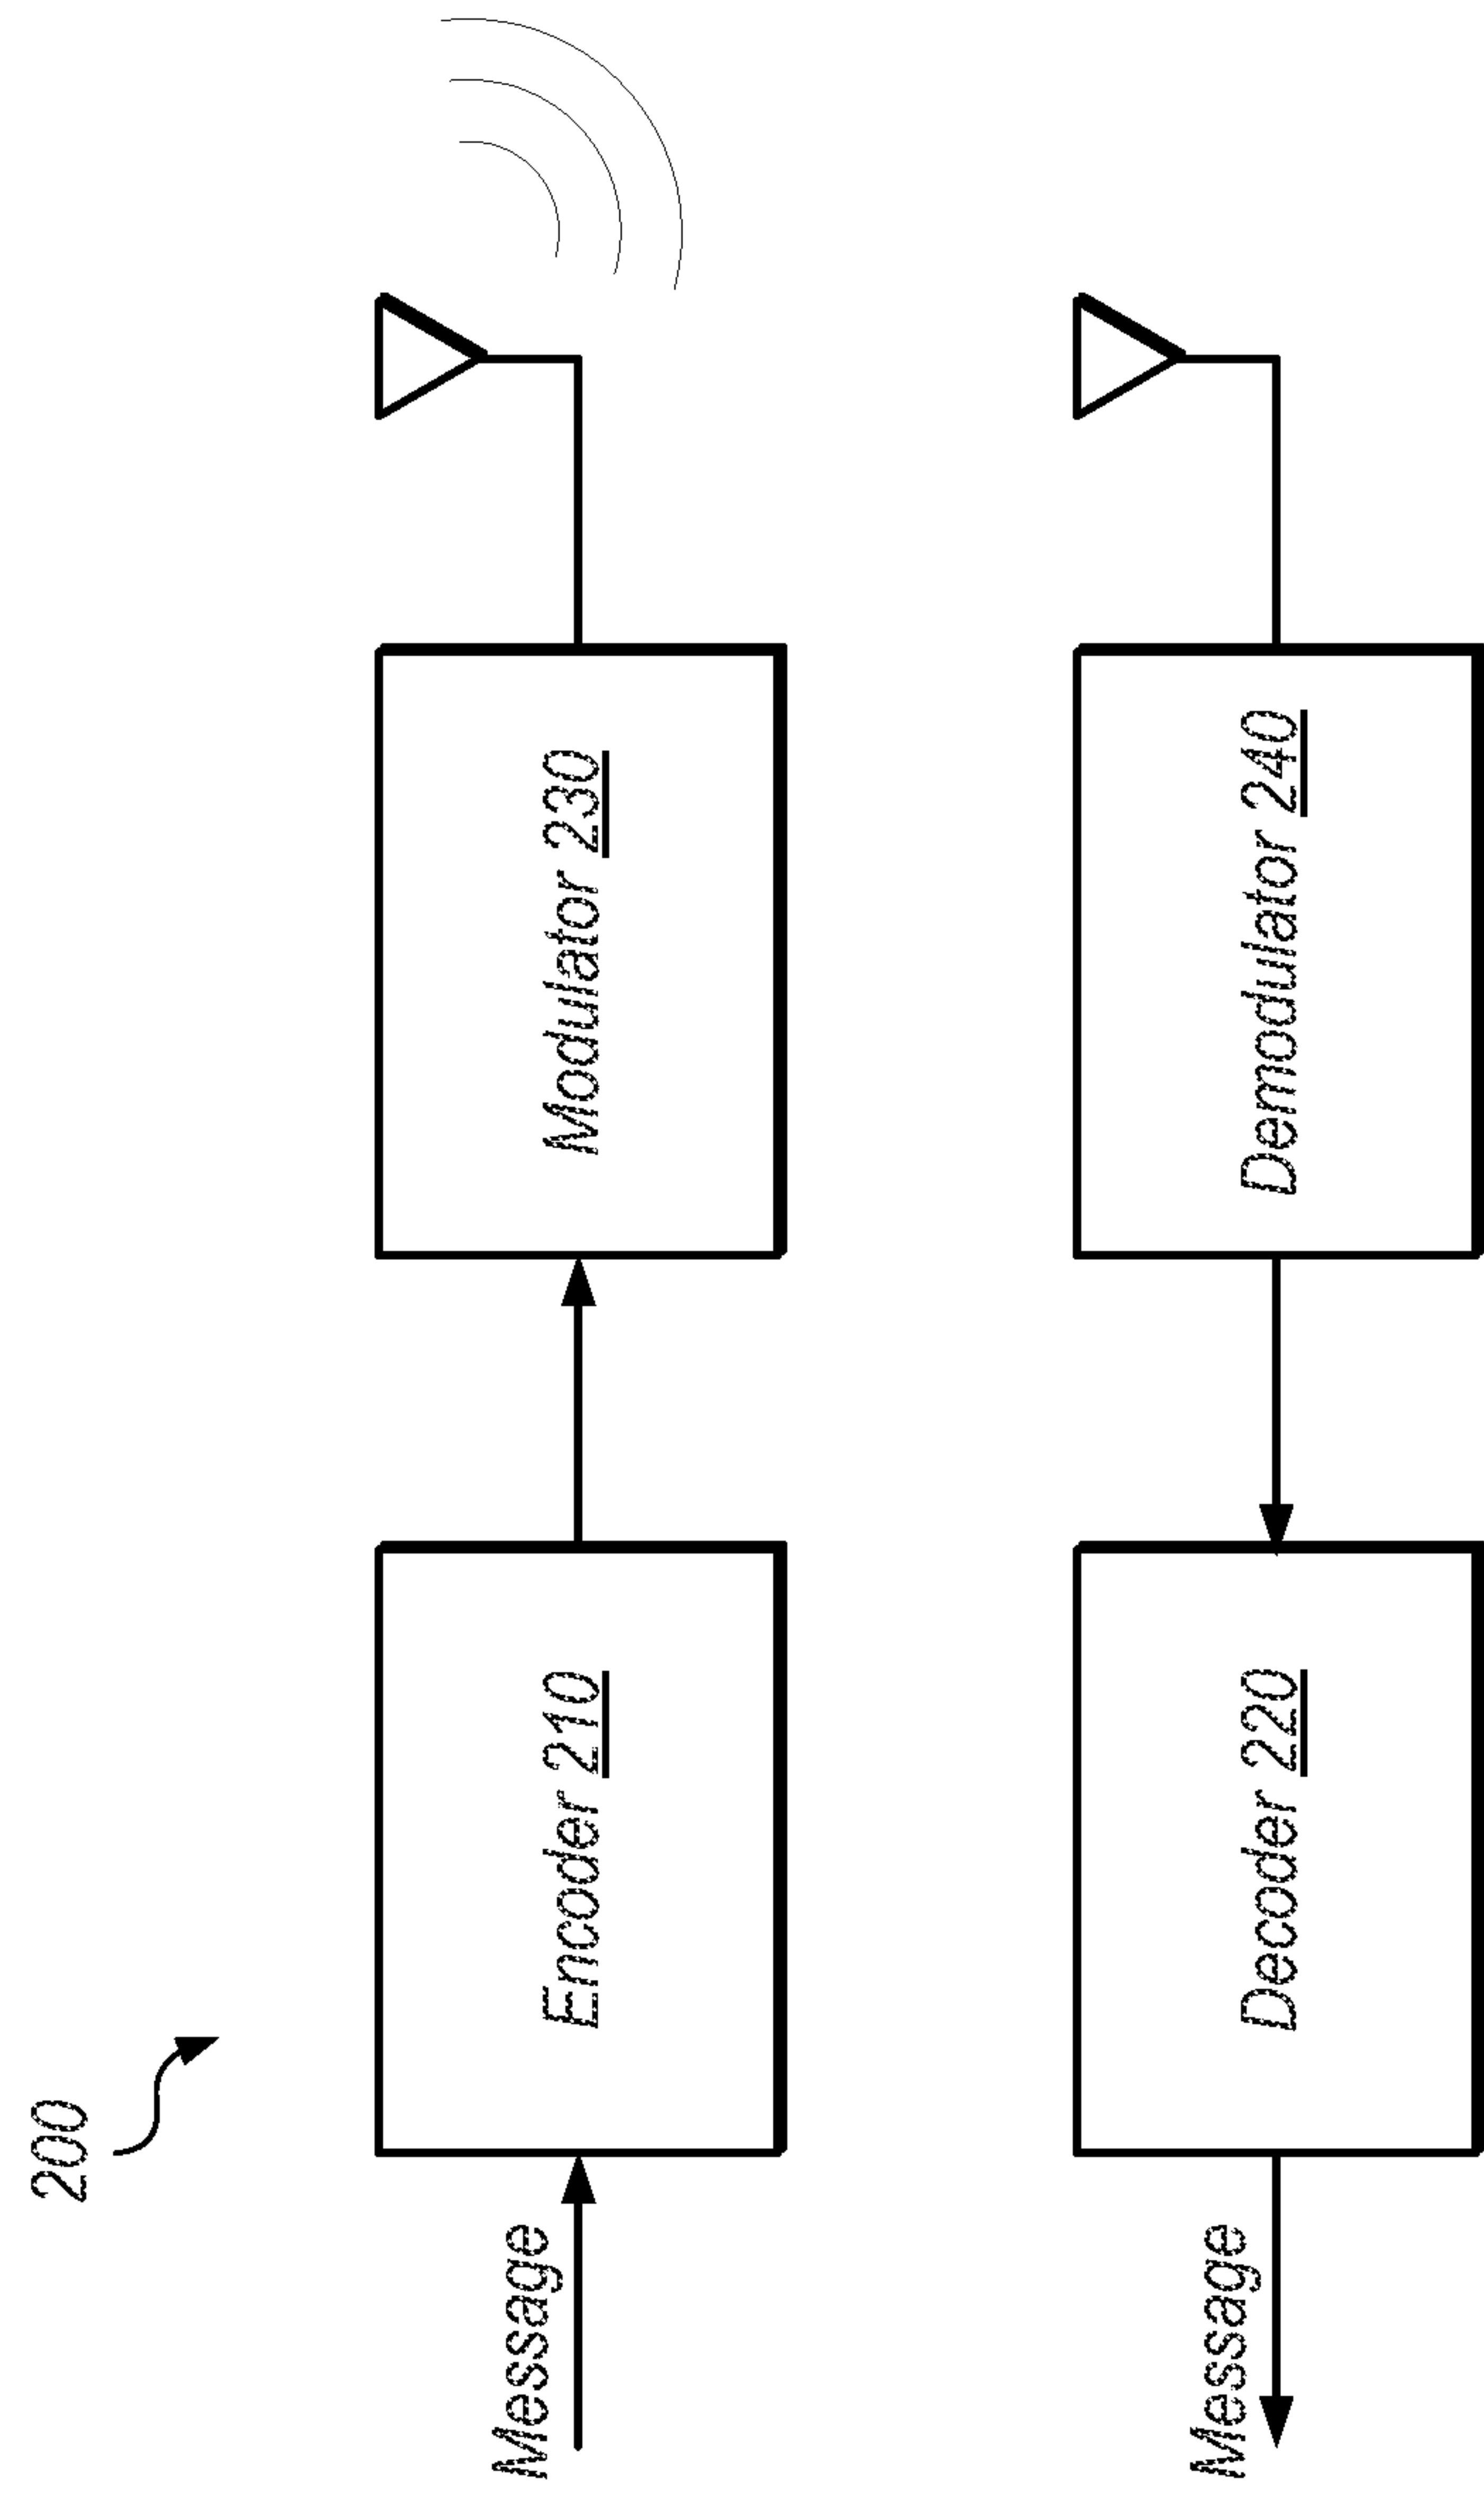 200
Message
Encoder 210
Modulator 230
Message
Decoder 220
Demodulator 240